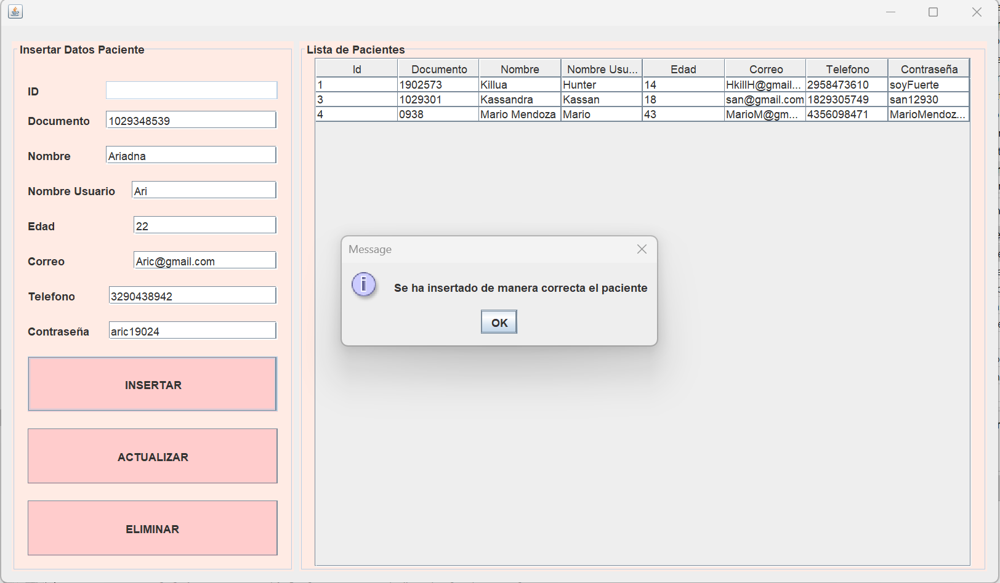 Insertar Datos Paciente
ID
Documento 1029348539
Nombre Ariadna
Nombre Usuario Ari
Edad 22
Correo Aric@gmail.com
Telefono 3290438942
Contraseña aric19024
INSERTAR
ACTUALIZAR
ELIMINAR
Lista de Pacientes
Id Documento Nombre Nombre Usu... Edad Correo Telefono Contraseña
1 1902573 Killua Hunter 14 HkillH@gmail... 2958473610 soyFuerte
3 1029301 Kassandra Kassan 18 san@gmail.com 1829305749 san12930
4 0938 Mario Mendoza Mario 43 MarioM@gm... 4356098471 MarioMendoz...
Message
i
Se ha insertado de manera correcta el paciente
OK